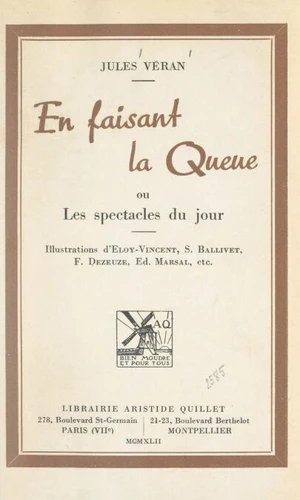 JULES VÉRAN
En faisant
la Queue
ou
Les spectacles du jour
Illustrations d'ELOY-VINCENT, S. BALLIVET,
F. DEZEUZE, ED. MARSAL, etc.
AQ
BIEN MOUDRE
ET POUR TOUS
2585
LIBRAIRIE ARISTIDE QUILLET
278, Boulevard St-Germain
PARIS (VIIe)
21-23, Boulevard Berthelot
MONTPELLIER
MCMXLII